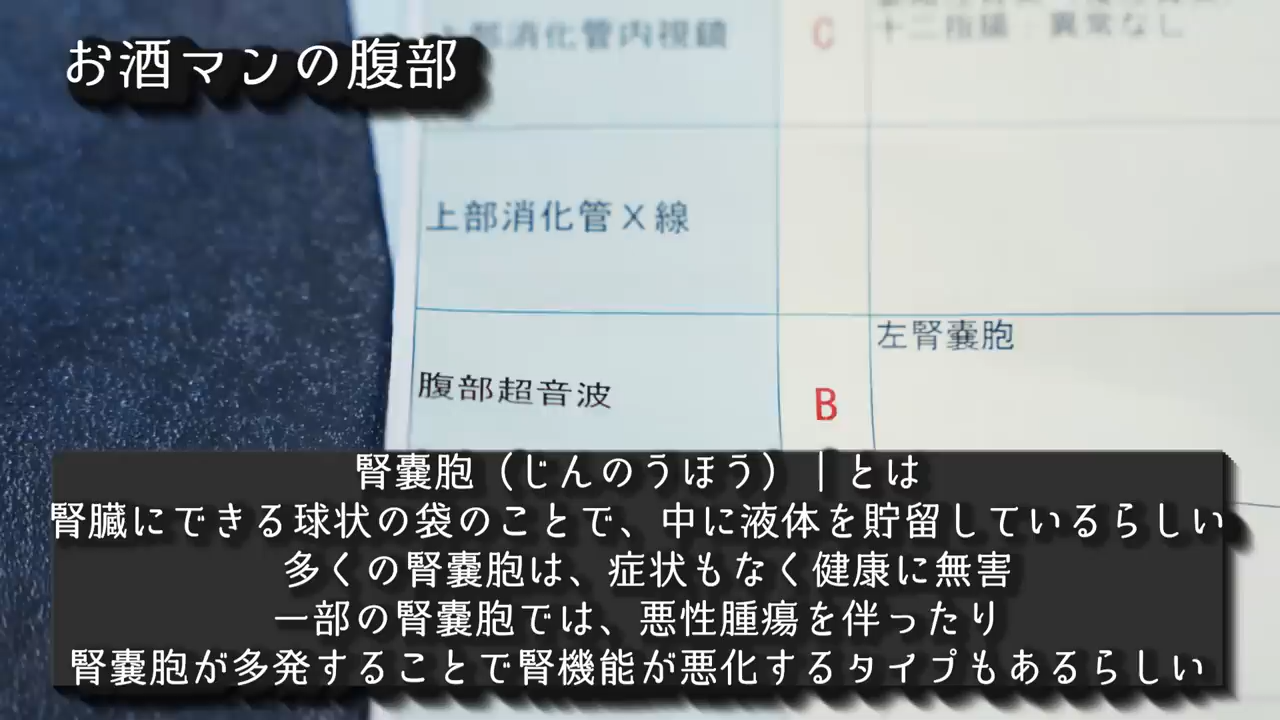 お酒マンの腹部
上部消化管内視鏡 C
十二指腸：異常なし
上部消化管X線
左腎嚢胞
腹部超音波 B
腎嚢胞（じんのうほう）｜とは
腎臓にできる球状の袋のことで、中に液体を貯留しているらしい
多くの腎嚢胞は、症状もなく健康に無害
一部の腎嚢胞では、悪性腫瘍を伴ったり
腎嚢胞が多発することで腎機能が悪化するタイプもあるらしい